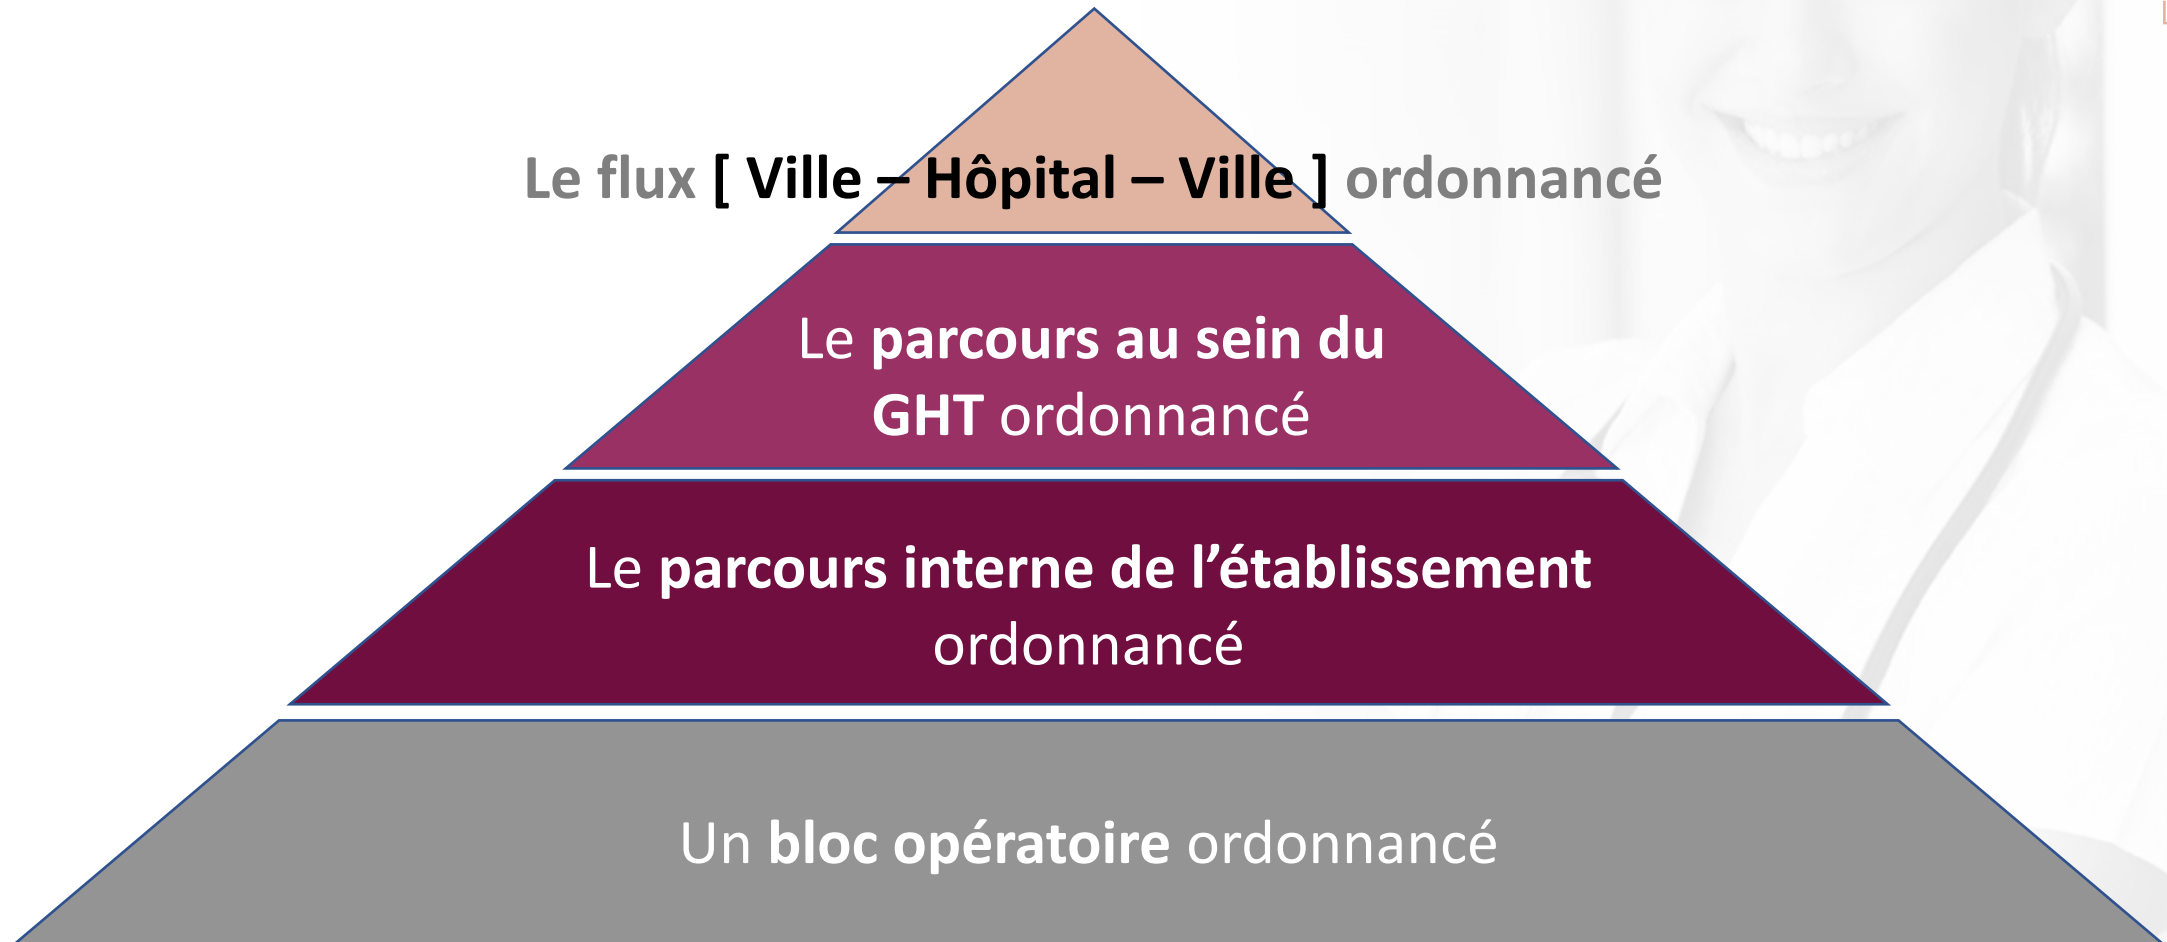 Le flux [ Ville – Hôpital – Ville ] ordonnancé
Le parcours au sein du
GHT ordonnancé
Le parcours interne de l’établissement
ordonnancé
Un bloc opératoire ordonnancé